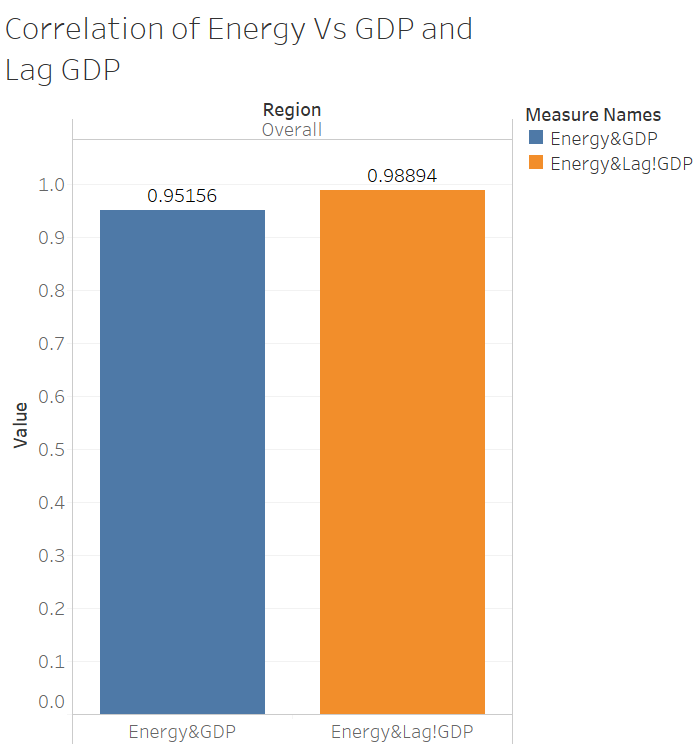 Correlation of Energy Vs GDP and
Lag GDP
Region
Overall
Measure Names
Energy&GDP
Energy&Lag!GDP
0.95156
0.98894
1.0
0.9
0.8
0.7
0.6
0.5
0.4
0.3
0.2
0.1
0.0
Value
Energy&GDP
Energy&Lag!GDP